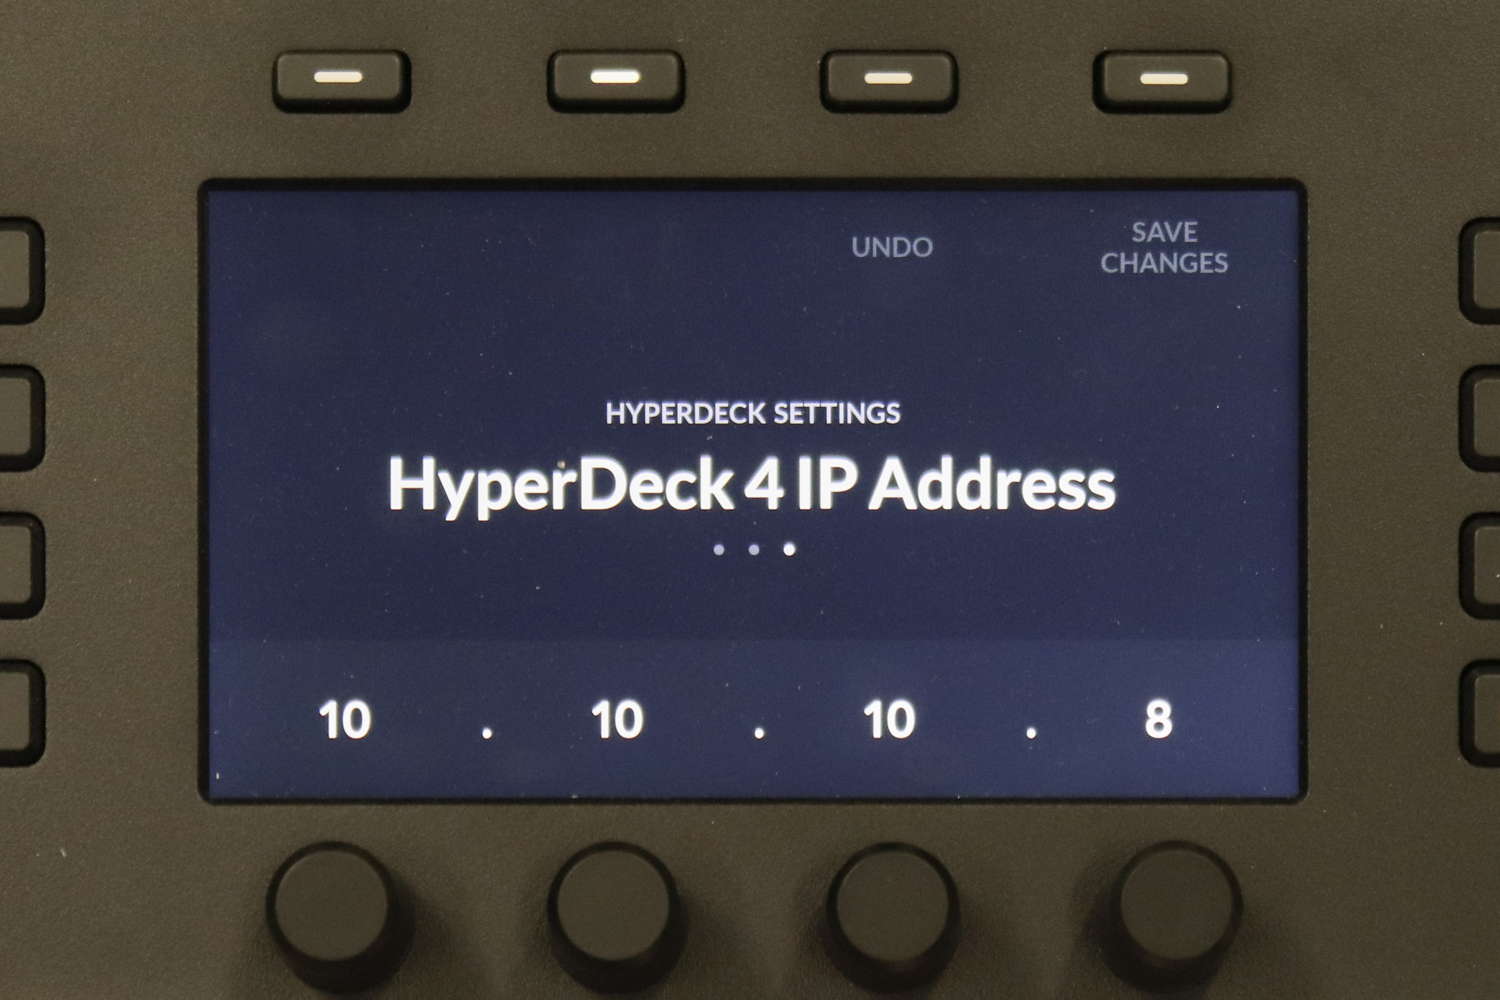 UNDO
SAVE
CHANGES
HYPERDECK SETTINGS
HyperDeck 4 IP Address
10 . 10 . 10 . 8